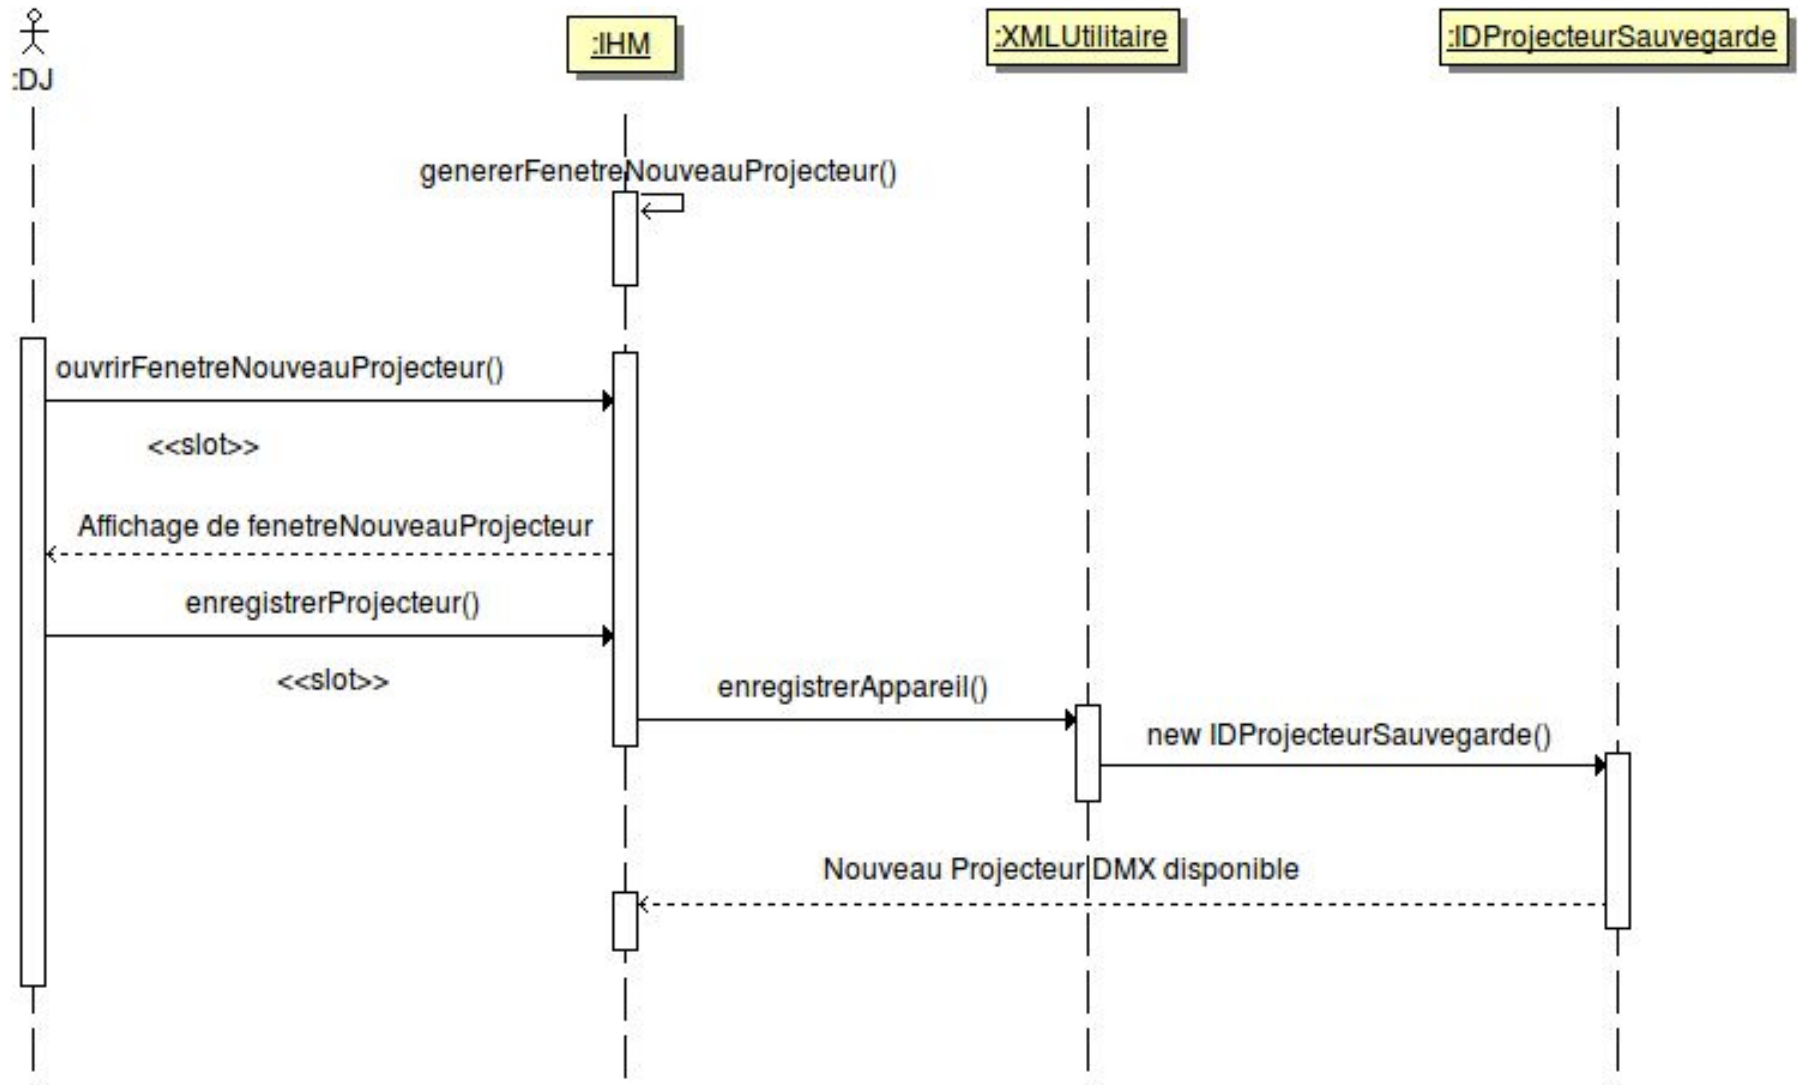 :DJ
:IHM
:XMLUtilitaire
:IDProjecteurSauvegarde
genererFenetreNouveauProjecteur()
ouvrirFenetreNouveauProjecteur()
<<slot>>
Affichage de fenetreNouveauProjecteur
enregistrerProjecteur()
<<slot>>
enregistrerAppareil()
new IDProjecteurSauvegarde()
Nouveau Projecteur DMX disponible